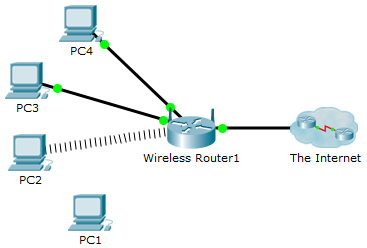 PC4
PC3
PC2
Wireless Router1
The Internet
PC1